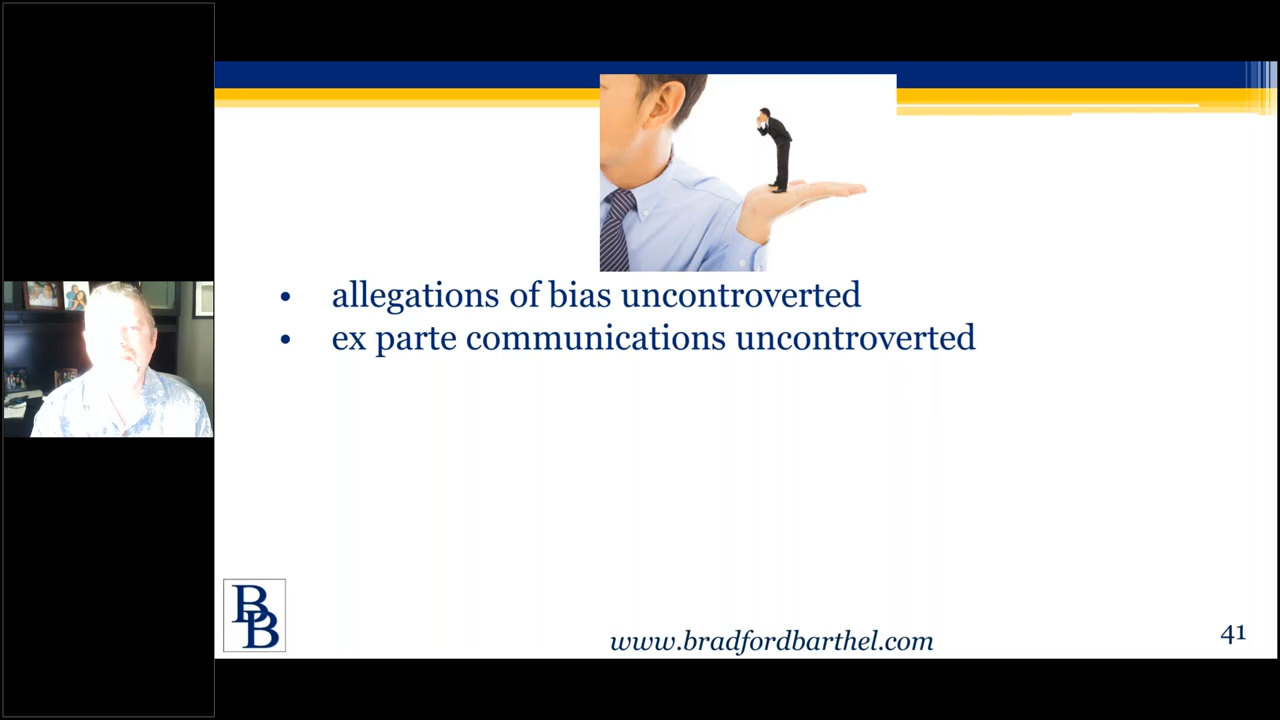 • allegations of bias uncontroverted
• ex parte communications uncontroverted
BB
www.bradfordbarthel.com
41